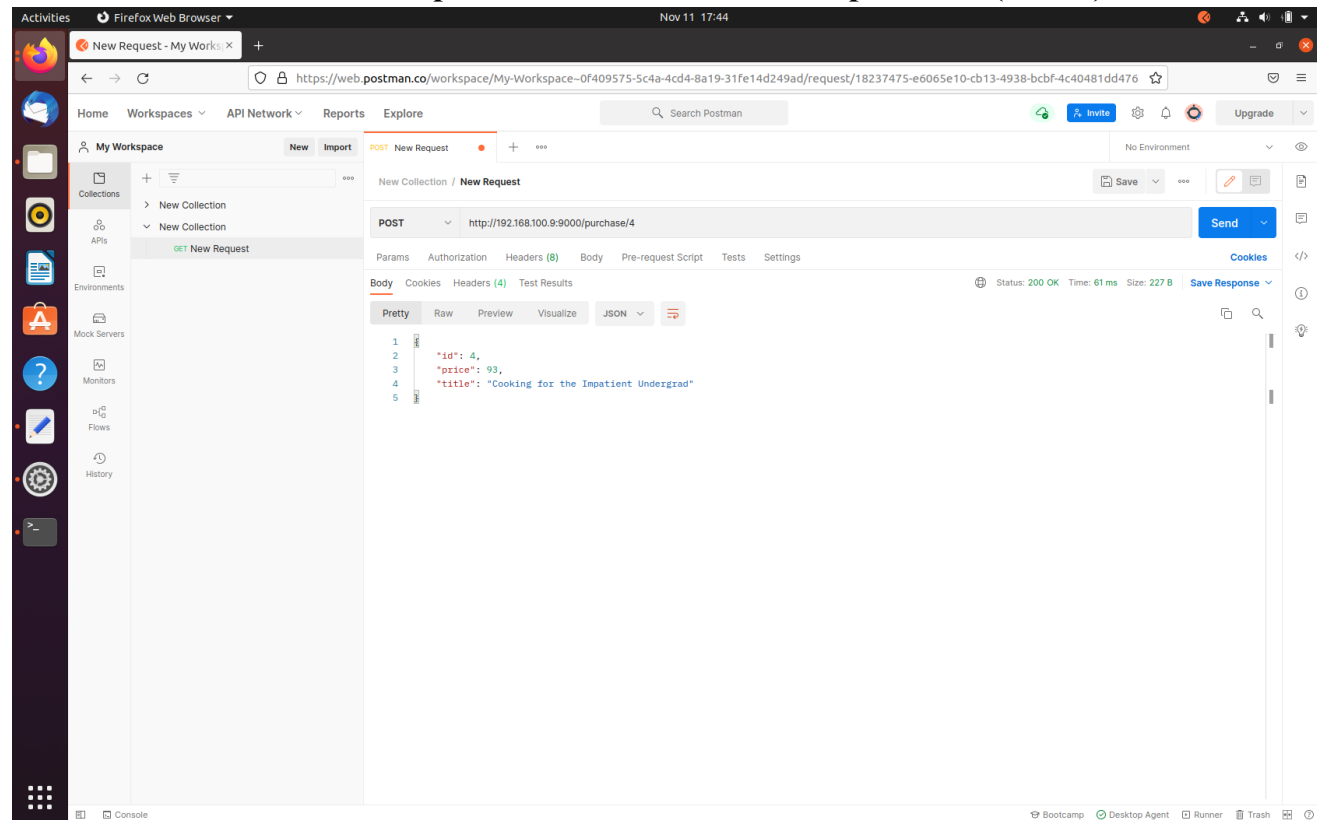 Activities Firefox Web Browser Nov 11 17:44
New Request - My Works
https://web.postman.co/workspace/My-Workspace~0f409575-5c4a-4cd4-8a19-31fe14d249ad/request/18237475-e6065e10-cb13-4938-bcbf-4c40481dd476
Home Workspaces API Network Reports Explore Search Postman Invite Upgrade
My Workspace New Import POST New Request No Environment
Collections
New Collection / New Request Save
New Collection
New Collection
GET New Request
POST http://192.168.100.9:9000/purchase/4 Send
APIs
Params Authorization Headers (8) Body Pre-request Script Tests Settings Cookies
Environments
Body Cookies Headers (4) Test Results Status: 200 OK Time: 61 ms Size: 227 B Save Response
Pretty Raw Preview Visualize JSON
Mock Servers
1 {
2 "id": 4,
3 "price": 93,
4 "title": "Cooking for the Impatient Undergrad"
5 }
Monitors
Flows
History
Console Bootcamp Desktop Agent Runner Trash